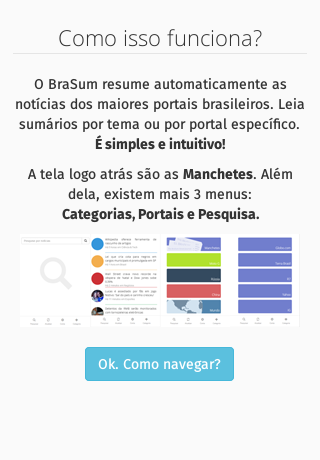 Como isso funciona?
O BraSum resume automaticamente as
notícias dos maiores portais brasileiros. Leia
sumários por tema ou por portal específico.
É simples e intuitivo!
A tela logo atrás são as Manchetes. Além
dela, existem mais 3 menus:
Categorias, Portais e Pesquisa.
Ok. Como navegar?